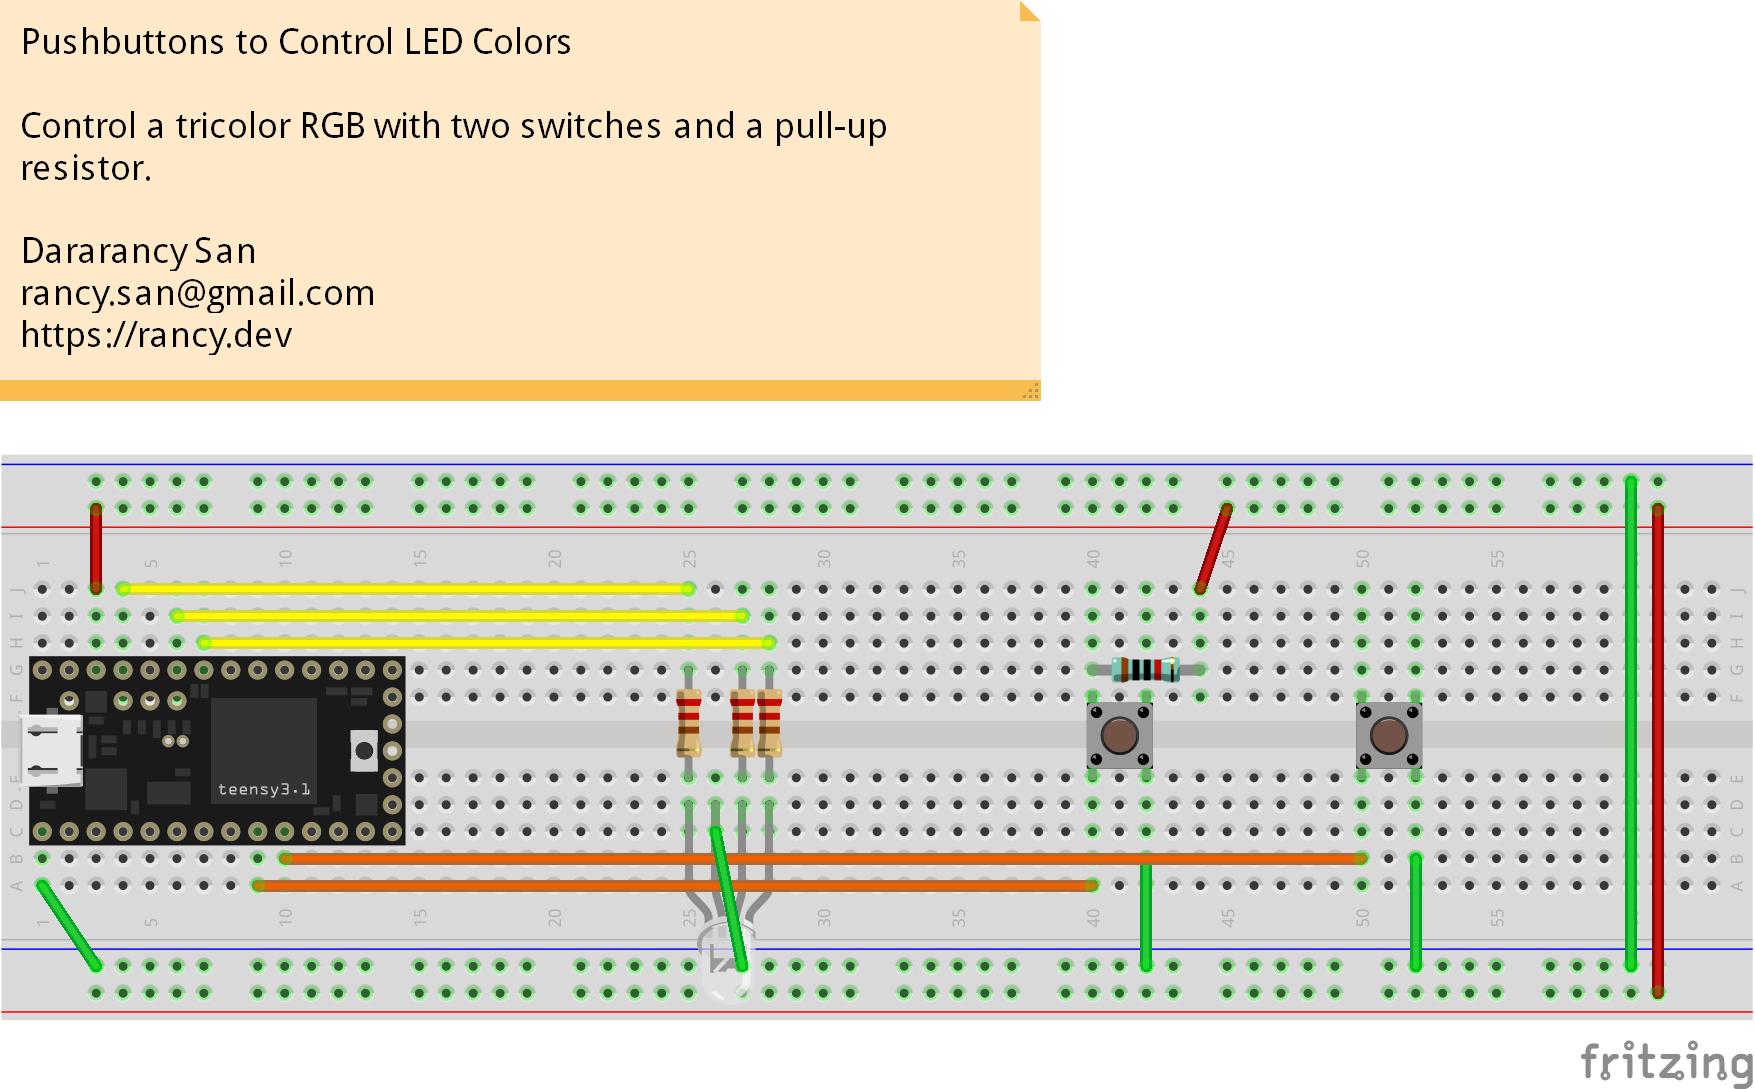 Pushbuttons to Control LED Colors
Control a tricolor RGB with two switches and a pull-up
resistor.
Dararancy San
rancy.san@gmail.com
https://rancy.dev
1 5 10 15 20 25 30 35 40 45 50 55
J J
I I
H H
G G
F F
teensy3.1
E E
D D
C C
B B
A A
1 5 10 15 20 25 30 35 40 45 50 55
fritzing